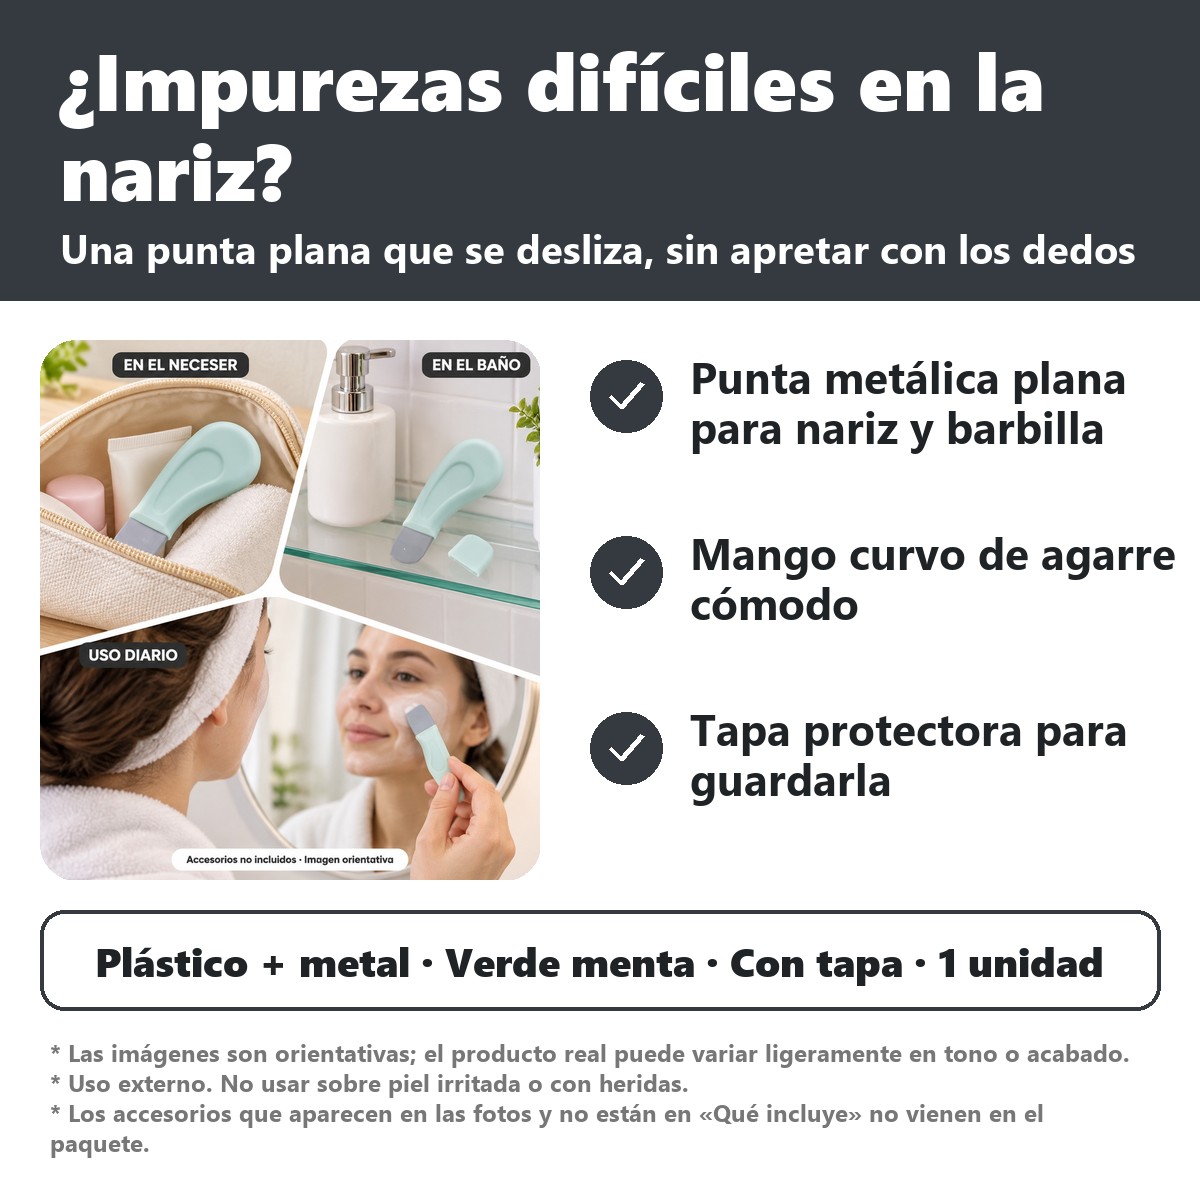 ¿Impurezas difíciles en la
nariz?
Una punta plana que se desliza, sin apretar con los dedos
EN EL NECESER
EN EL BAÑO
USO DIARIO
Accesorios no incluidos · Imagen orientativa
Punta metálica plana
para nariz y barbilla
Mango curvo de agarre
cómodo
Tapa protectora para
guardarla
Plástico + metal · Verde menta · Con tapa · 1 unidad
* Las imágenes son orientativas; el producto real puede variar ligeramente en tono o acabado.
* Uso externo. No usar sobre piel irritada o con heridas.
* Los accesorios que aparecen en las fotos y no están en «Qué incluye» no vienen en el
paquete.